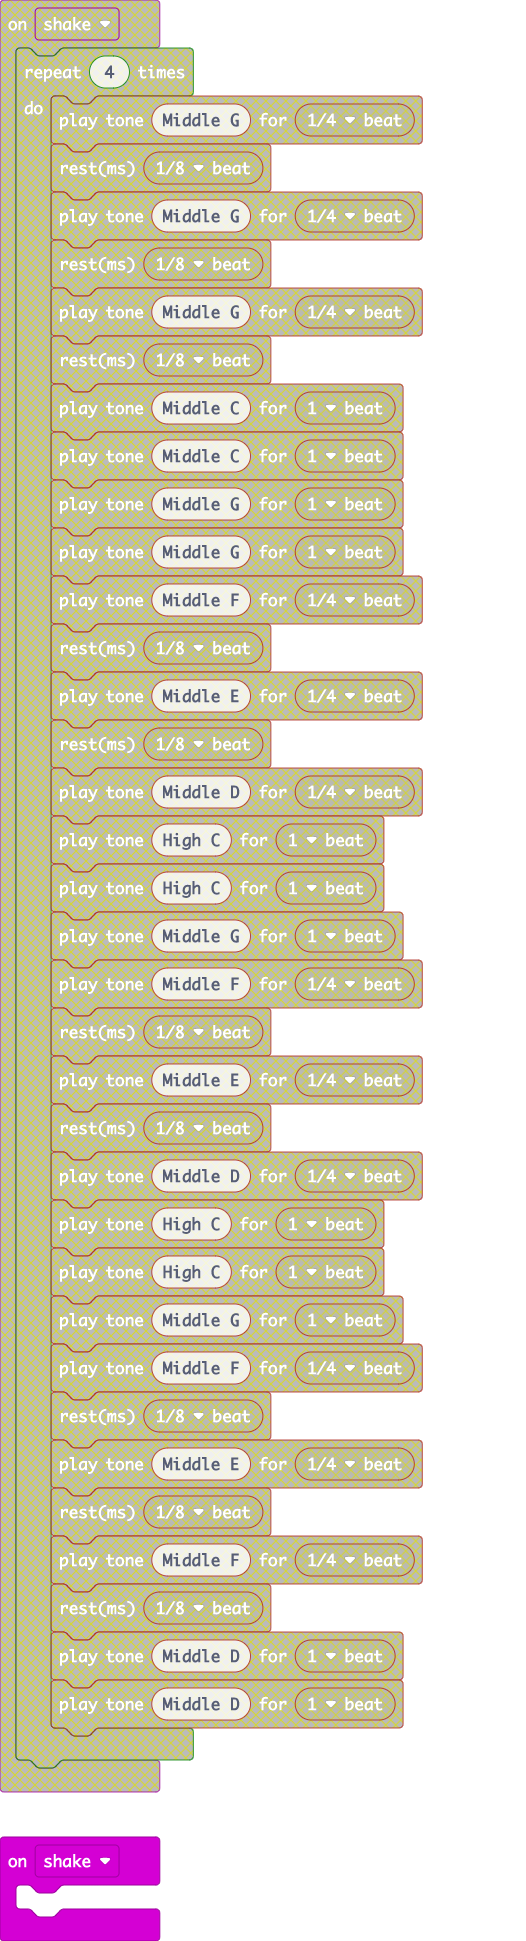 on shake
repeat 4 times
do
play tone Middle G for 1/4 beat
rest(ms) 1/8 beat
play tone Middle G for 1/4 beat
rest(ms) 1/8 beat
play tone Middle G for 1/4 beat
rest(ms) 1/8 beat
play tone Middle C for 1 beat
play tone Middle C for 1 beat
play tone Middle G for 1 beat
play tone Middle G for 1 beat
play tone Middle F for 1/4 beat
rest(ms) 1/8 beat
play tone Middle E for 1/4 beat
rest(ms) 1/8 beat
play tone Middle D for 1/4 beat
play tone High C for 1 beat
play tone High C for 1 beat
play tone Middle G for 1 beat
play tone Middle F for 1/4 beat
rest(ms) 1/8 beat
play tone Middle E for 1/4 beat
rest(ms) 1/8 beat
play tone Middle D for 1/4 beat
play tone High C for 1 beat
play tone High C for 1 beat
play tone Middle G for 1 beat
play tone Middle F for 1/4 beat
rest(ms) 1/8 beat
play tone Middle E for 1/4 beat
rest(ms) 1/8 beat
play tone Middle F for 1/4 beat
rest(ms) 1/8 beat
play tone Middle D for 1 beat
play tone Middle D for 1 beat
on shake